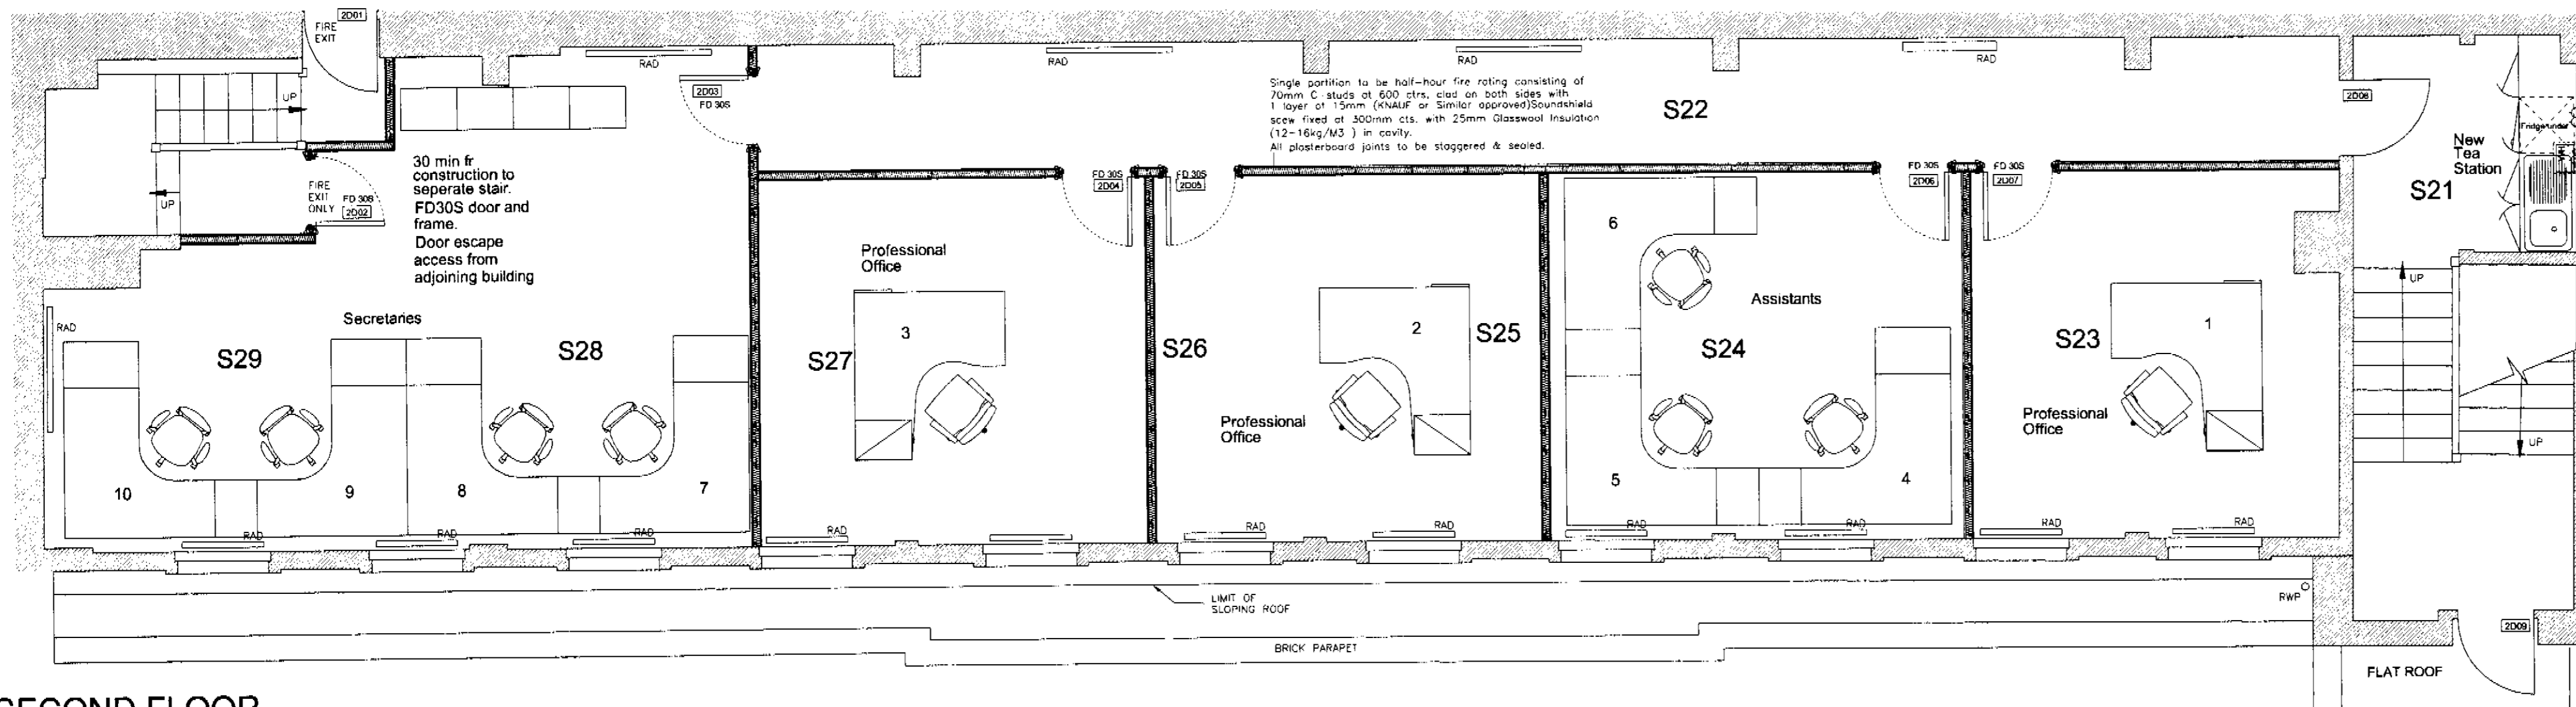 2D01
FIRE
EXIT
UP
FIRE
EXIT
ONLY
FD 30S
2D02
UP
30 min fr
construction to
seperate stair.
FD30S door and
frame.
Door escape
access from
adjoining building
RAD
2D03
FD 30S
RAD
RAD
RAD
Single partition to be half-hour fire rating consisting of
70mm C-studs at 600 ctrs, clad on both sides with
1 layer of 15mm (KNAUF or Similar approved)Soundshield
scew fixed at 300mm cts. with 25mm Glasswool Insulation
(12-16kg/M3 ) in cavity.
All plasterboard joints to be staggered & sealed.
S22
2D08
New
Tea
Station
Fridge under
S21
FD 30S
2D04
FD 30S
2D05
FD 30S
2D06
FD 30S
2D07
RAD
Secretaries
S29
S28
10
9
8
7
RAD
RAD
RAD
Professional
Office
3
S27
RAD
S26
2
S25
Professional
Office
RAD
RAD
6
Assistants
S24
5
4
RAD
RAD
S23
1
Professional
Office
RAD
RAD
UP
UP
LIMIT OF
SLOPING ROOF
BRICK PARAPET
RWP
2D09
FLAT ROOF
SECOND FLOOR